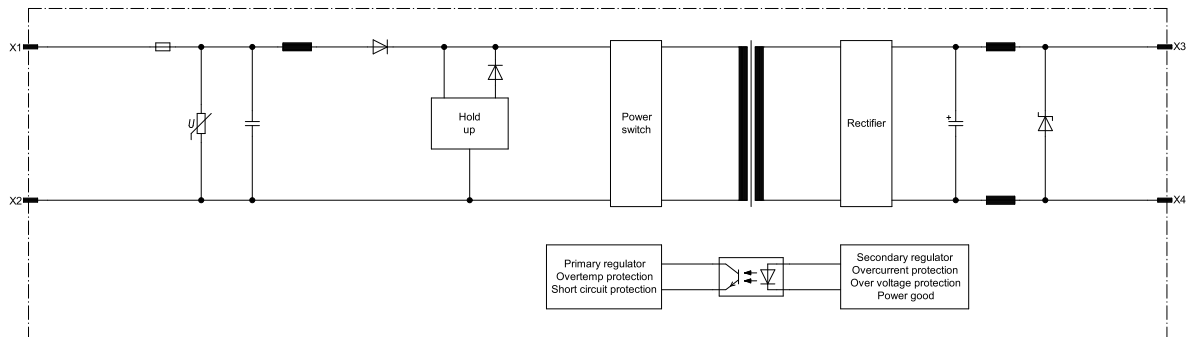 X1
X3
U
Hold
up
Power
switch
Rectifier
+
X2
X4
Primary regulator
Overtemp protection
Short circuit protection
Secondary regulator
Overcurrent protection
Over voltage protection
Power good